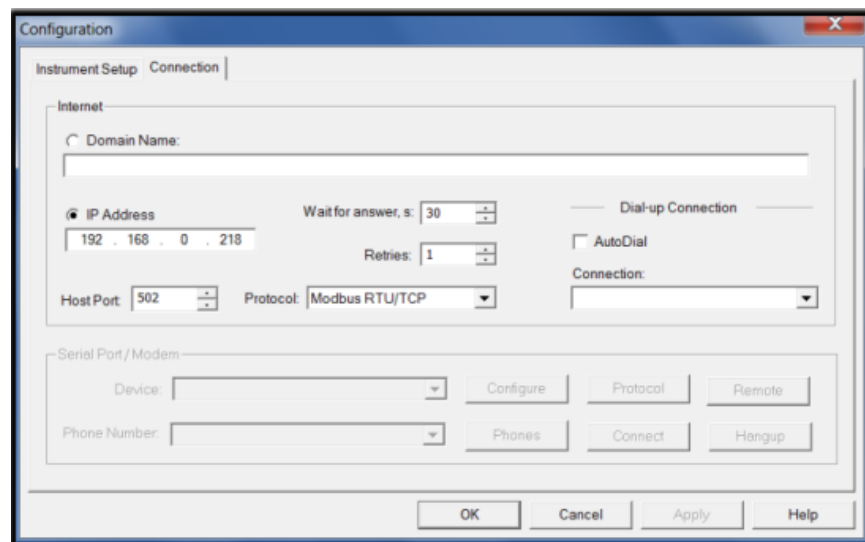 Configuration
Instrument Setup Connection
Internet
Domain Name:
IP Address Wait for answer, s: 30 Dial-up Connection
192 . 168 . 0 . 218 AutoDial
Retries: 1
Connection:
Host Port: 502 Protocol: Modbus RTU/TCP
Serial Port / Modem
Device: Configure Protocol Remote
Phone Number: Phones Connect Hangup
OK Cancel Apply Help